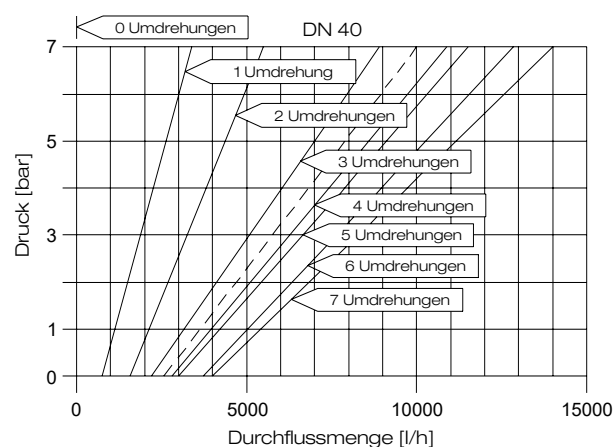 0 Umdrehungen
DN 40
7
1 Umdrehung
2 Umdrehungen
5
3 Umdrehungen
4 Umdrehungen
3
5 Umdrehungen
6 Umdrehungen
7 Umdrehungen
1
0
Druck [bar]
0 5000 10000 15000
Durchflussmenge [l/h]